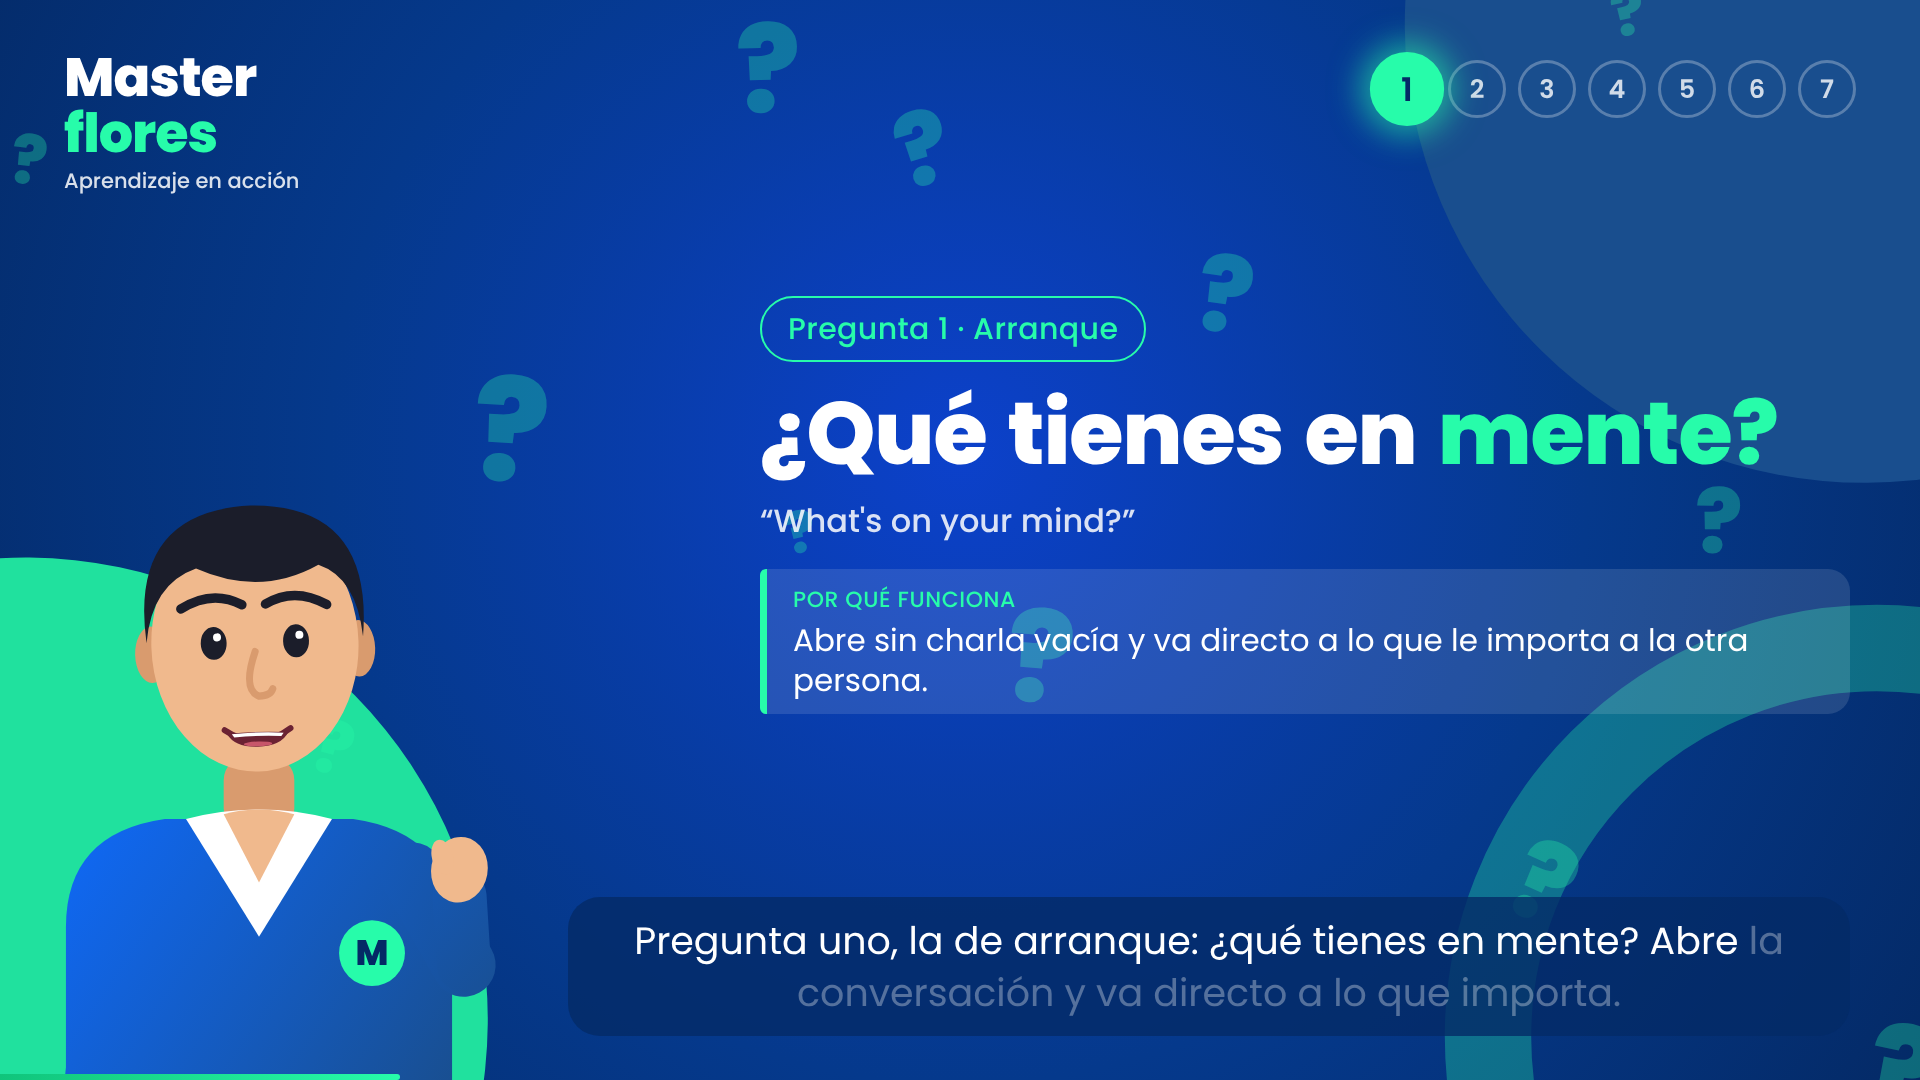 Master
flores
Aprendizaje en acción
1 2 3 4 5 6 7
Pregunta 1 · Arranque
¿Qué tienes en mente?
“What's on your mind?”
POR QUÉ FUNCIONA
Abre sin charla vacía y va directo a lo que le importa a la otra
persona.
M
Pregunta uno, la de arranque: ¿qué tienes en mente? Abre la
conversación y va directo a lo que importa.